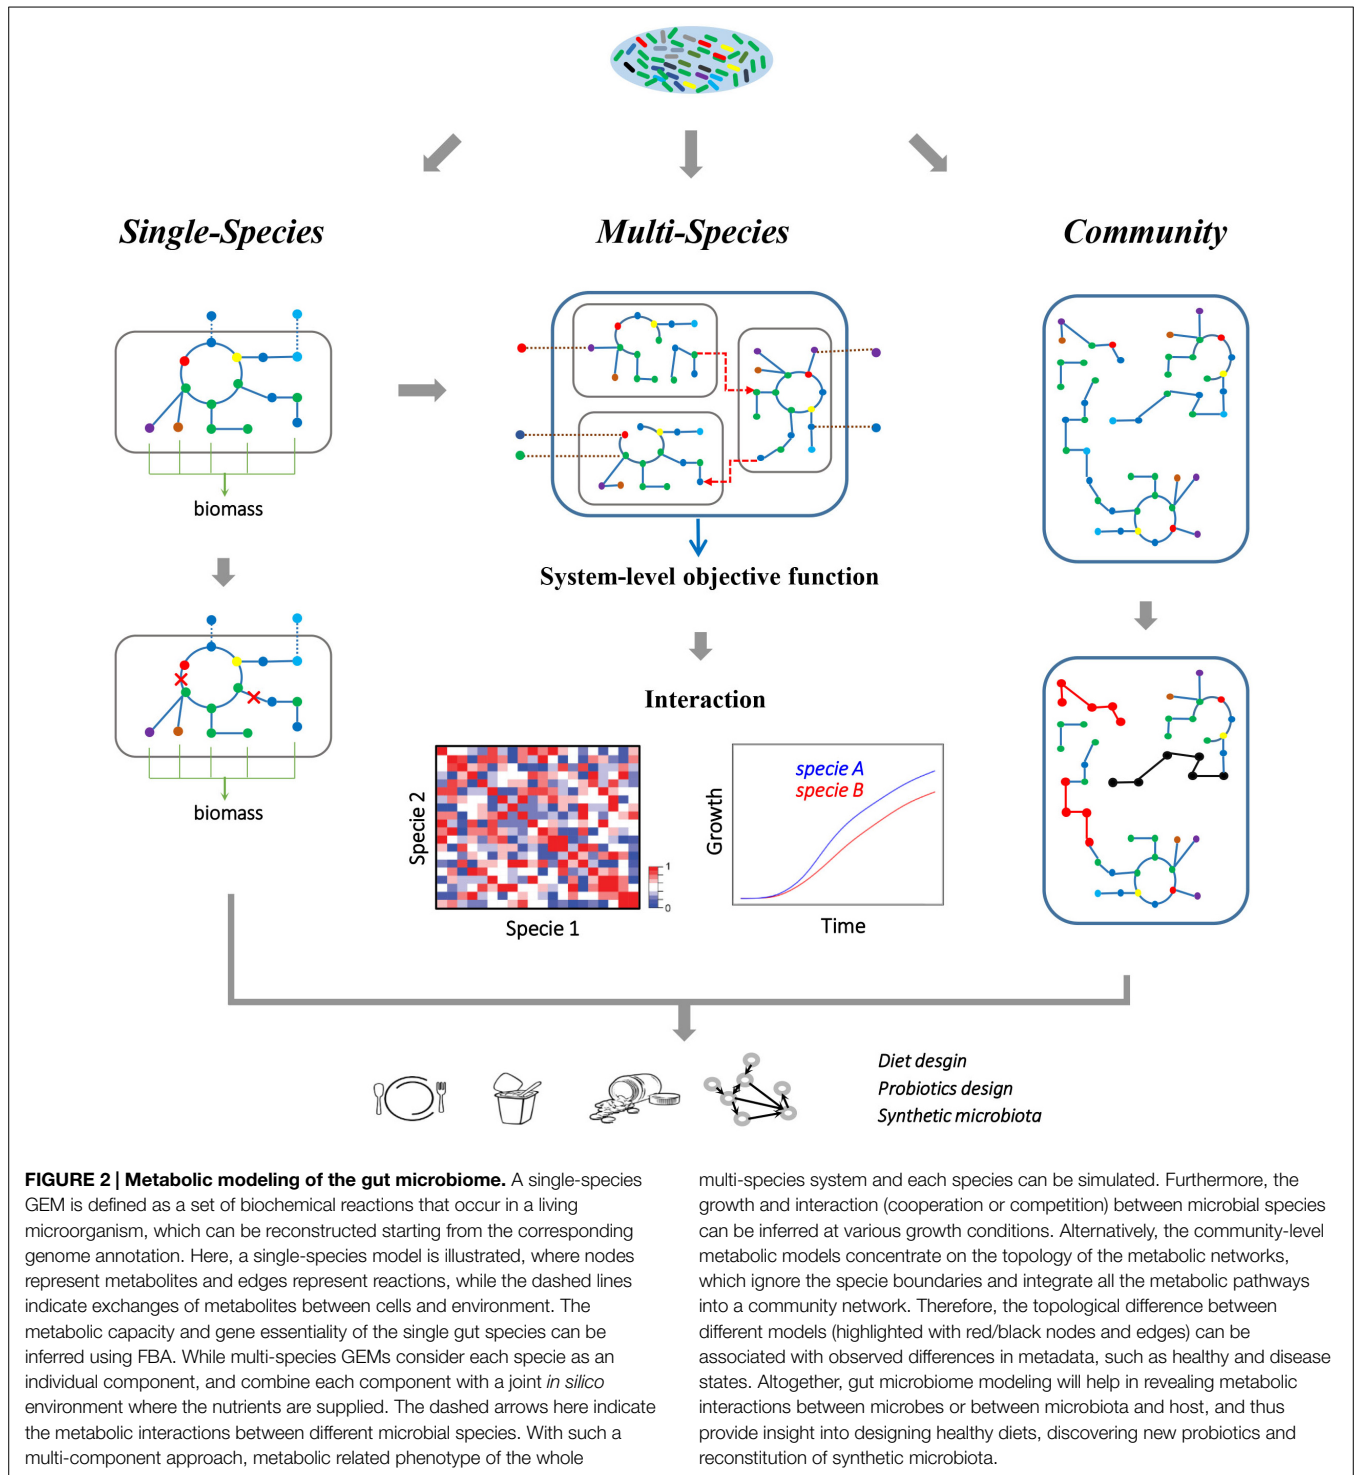 Single-Species
Multi-Species
Community
biomass
System-level objective function
Interaction
biomass
Specie 2
1
0
Specie 1
specie A
specie B
Growth
Time
Diet desgin
Probiotics design
Synthetic microbiota
FIGURE 2 | Metabolic modeling of the gut microbiome. A single-species
GEM is defined as a set of biochemical reactions that occur in a living
microorganism, which can be reconstructed starting from the corresponding
genome annotation. Here, a single-species model is illustrated, where nodes
represent metabolites and edges represent reactions, while the dashed lines
indicate exchanges of metabolites between cells and environment. The
metabolic capacity and gene essentiality of the single gut species can be
inferred using FBA. While multi-species GEMs consider each specie as an
individual component, and combine each component with a joint in silico
environment where the nutrients are supplied. The dashed arrows here indicate
the metabolic interactions between different microbial species. With such a
multi-component approach, metabolic related phenotype of the whole
multi-species system and each species can be simulated. Furthermore, the
growth and interaction (cooperation or competition) between microbial species
can be inferred at various growth conditions. Alternatively, the community-level
metabolic models concentrate on the topology of the metabolic networks,
which ignore the specie boundaries and integrate all the metabolic pathways
into a community network. Therefore, the topological difference between
different models (highlighted with red/black nodes and edges) can be
associated with observed differences in metadata, such as healthy and disease
states. Altogether, gut microbiome modeling will help in revealing metabolic
interactions between microbes or between microbiota and host, and thus
provide insight into designing healthy diets, discovering new probiotics and
reconstitution of synthetic microbiota.